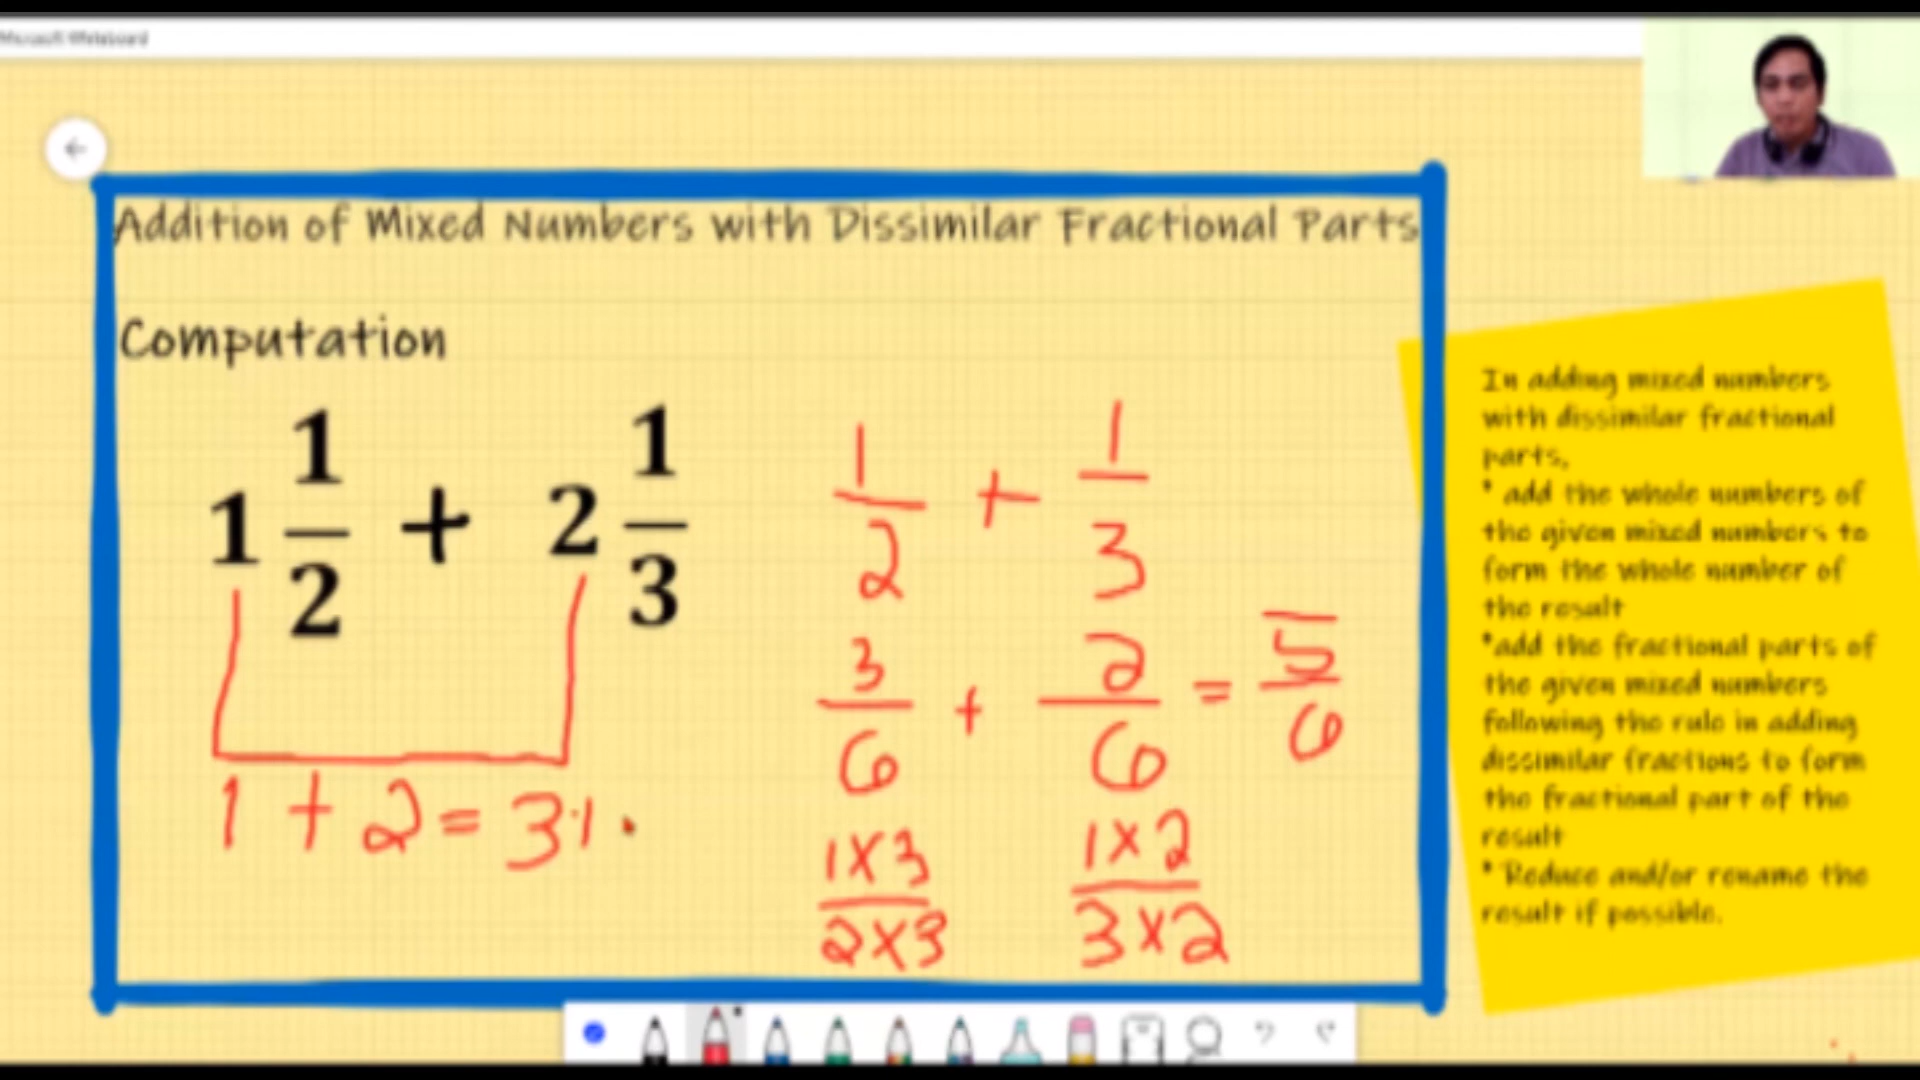 Microsoft Whiteboard
Addition of Mixed Numbers with Dissimilar Fractional Parts
Computation
1 1/2 + 2 1/3
1 + 2 = 3
1/2 + 1/3
3/6 + 2/6 = 5/6
1x3/2x3 1x2/3x2
In adding mixed numbers
with dissimilar fractional
parts,
* add the whole numbers of
the given mixed numbers to
form the whole number of
the result
*add the fractional parts of
the given mixed numbers
following the rule in adding
dissimilar fractions to form
the fractional part of the
result
* Reduce and/or rename the
result if possible.